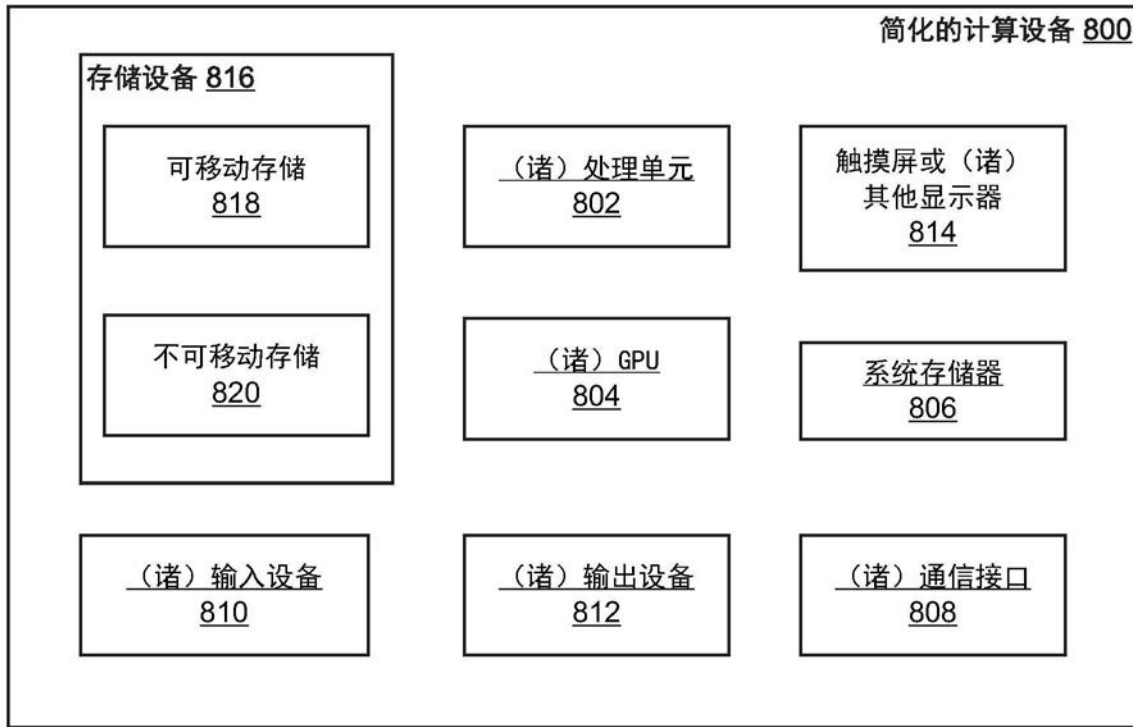 简化的计算设备 800
存储设备 816
可移动存储
818
（诸）处理单元
802
触摸屏或（诸）
其他显示器
814
不可移动存储
820
（诸）GPU
804
系统存储器
806
（诸）输入设备
810
（诸）输出设备
812
（诸）通信接口
808